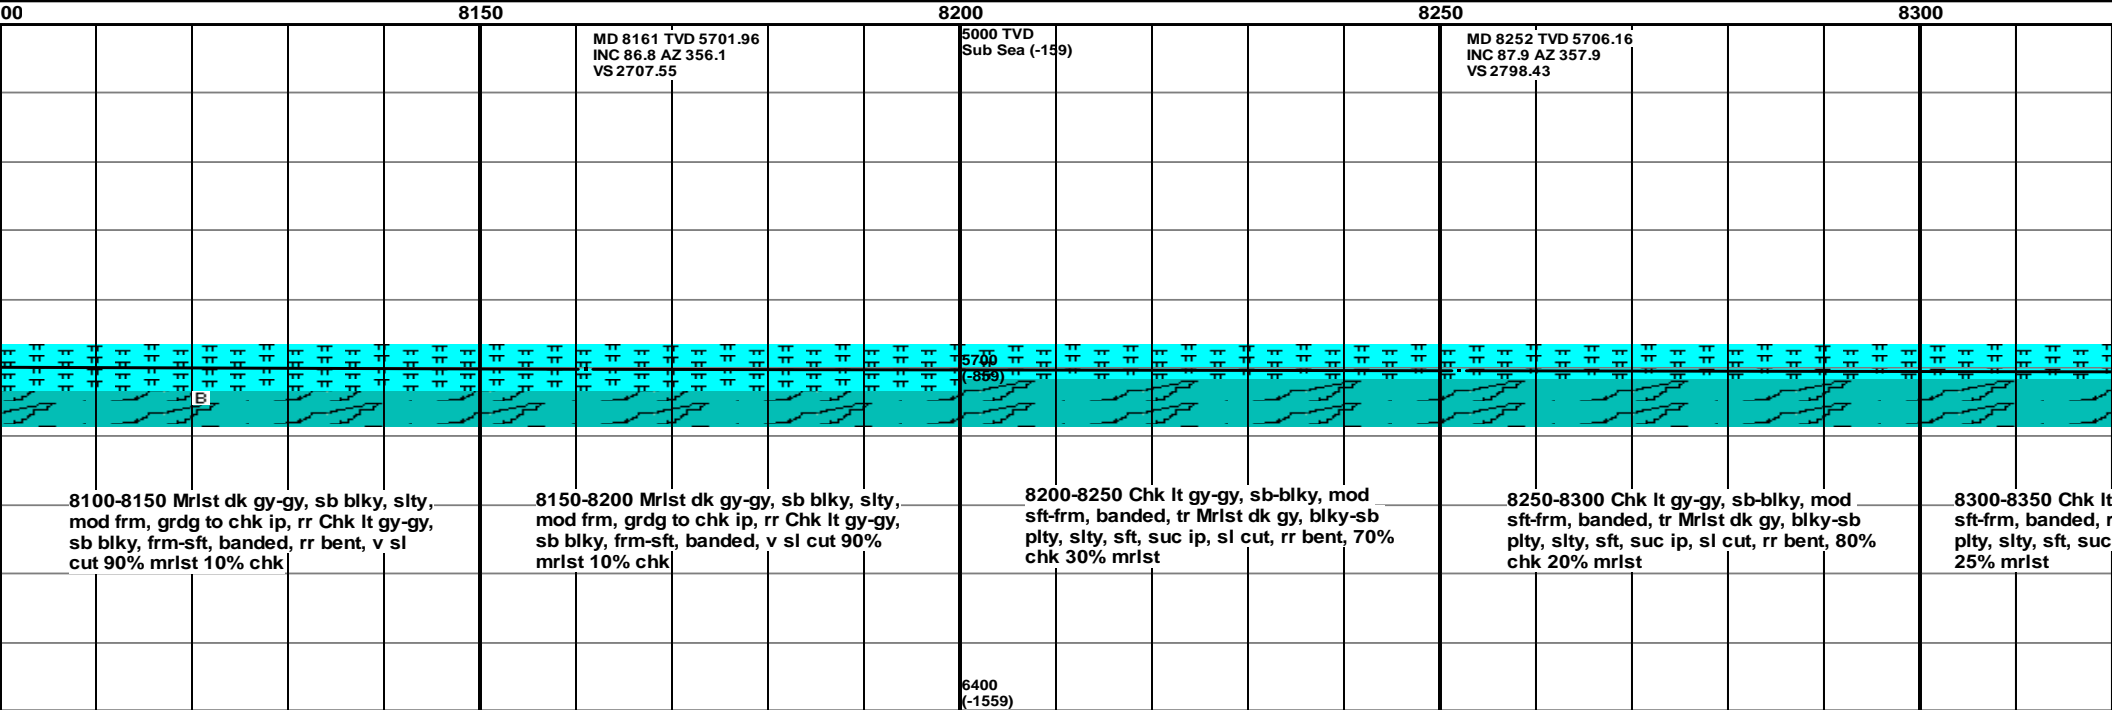 00 8150 8200 8250 8300
MD 8161 TVD 5701.96
INC 86.8 AZ 356.1
VS 2707.55
5000 TVD
Sub Sea (-159)
MD 8252 TVD 5706.16
INC 87.9 AZ 357.9
VS 2798.43
5700
(-859)
B
8100-8150 Mrlst dk gy-gy, sb blky, slty,
mod frm, grdg to chk ip, rr Chk lt gy-gy,
sb blky, frm-sft, banded, rr bent, v sl
cut 90% mrlst 10% chk
8150-8200 Mrlst dk gy-gy, sb blky, slty,
mod frm, grdg to chk ip, rr Chk lt gy-gy,
sb blky, frm-sft, banded, v sl cut 90%
mrlst 10% chk
8200-8250 Chk lt gy-gy, sb-blky, mod
sft-frm, banded, tr Mrlst dk gy, blky-sb
plty, slty, sft, suc ip, sl cut, rr bent, 70%
chk 30% mrlst
8250-8300 Chk lt gy-gy, sb-blky, mod
sft-frm, banded, tr Mrlst dk gy, blky-sb
plty, slty, sft, suc ip, sl cut, rr bent, 80%
chk 20% mrlst
8300-8350 Chk lt
sft-frm, banded, r
plty, slty, sft, suc
25% mrlst
6400
(-1559)